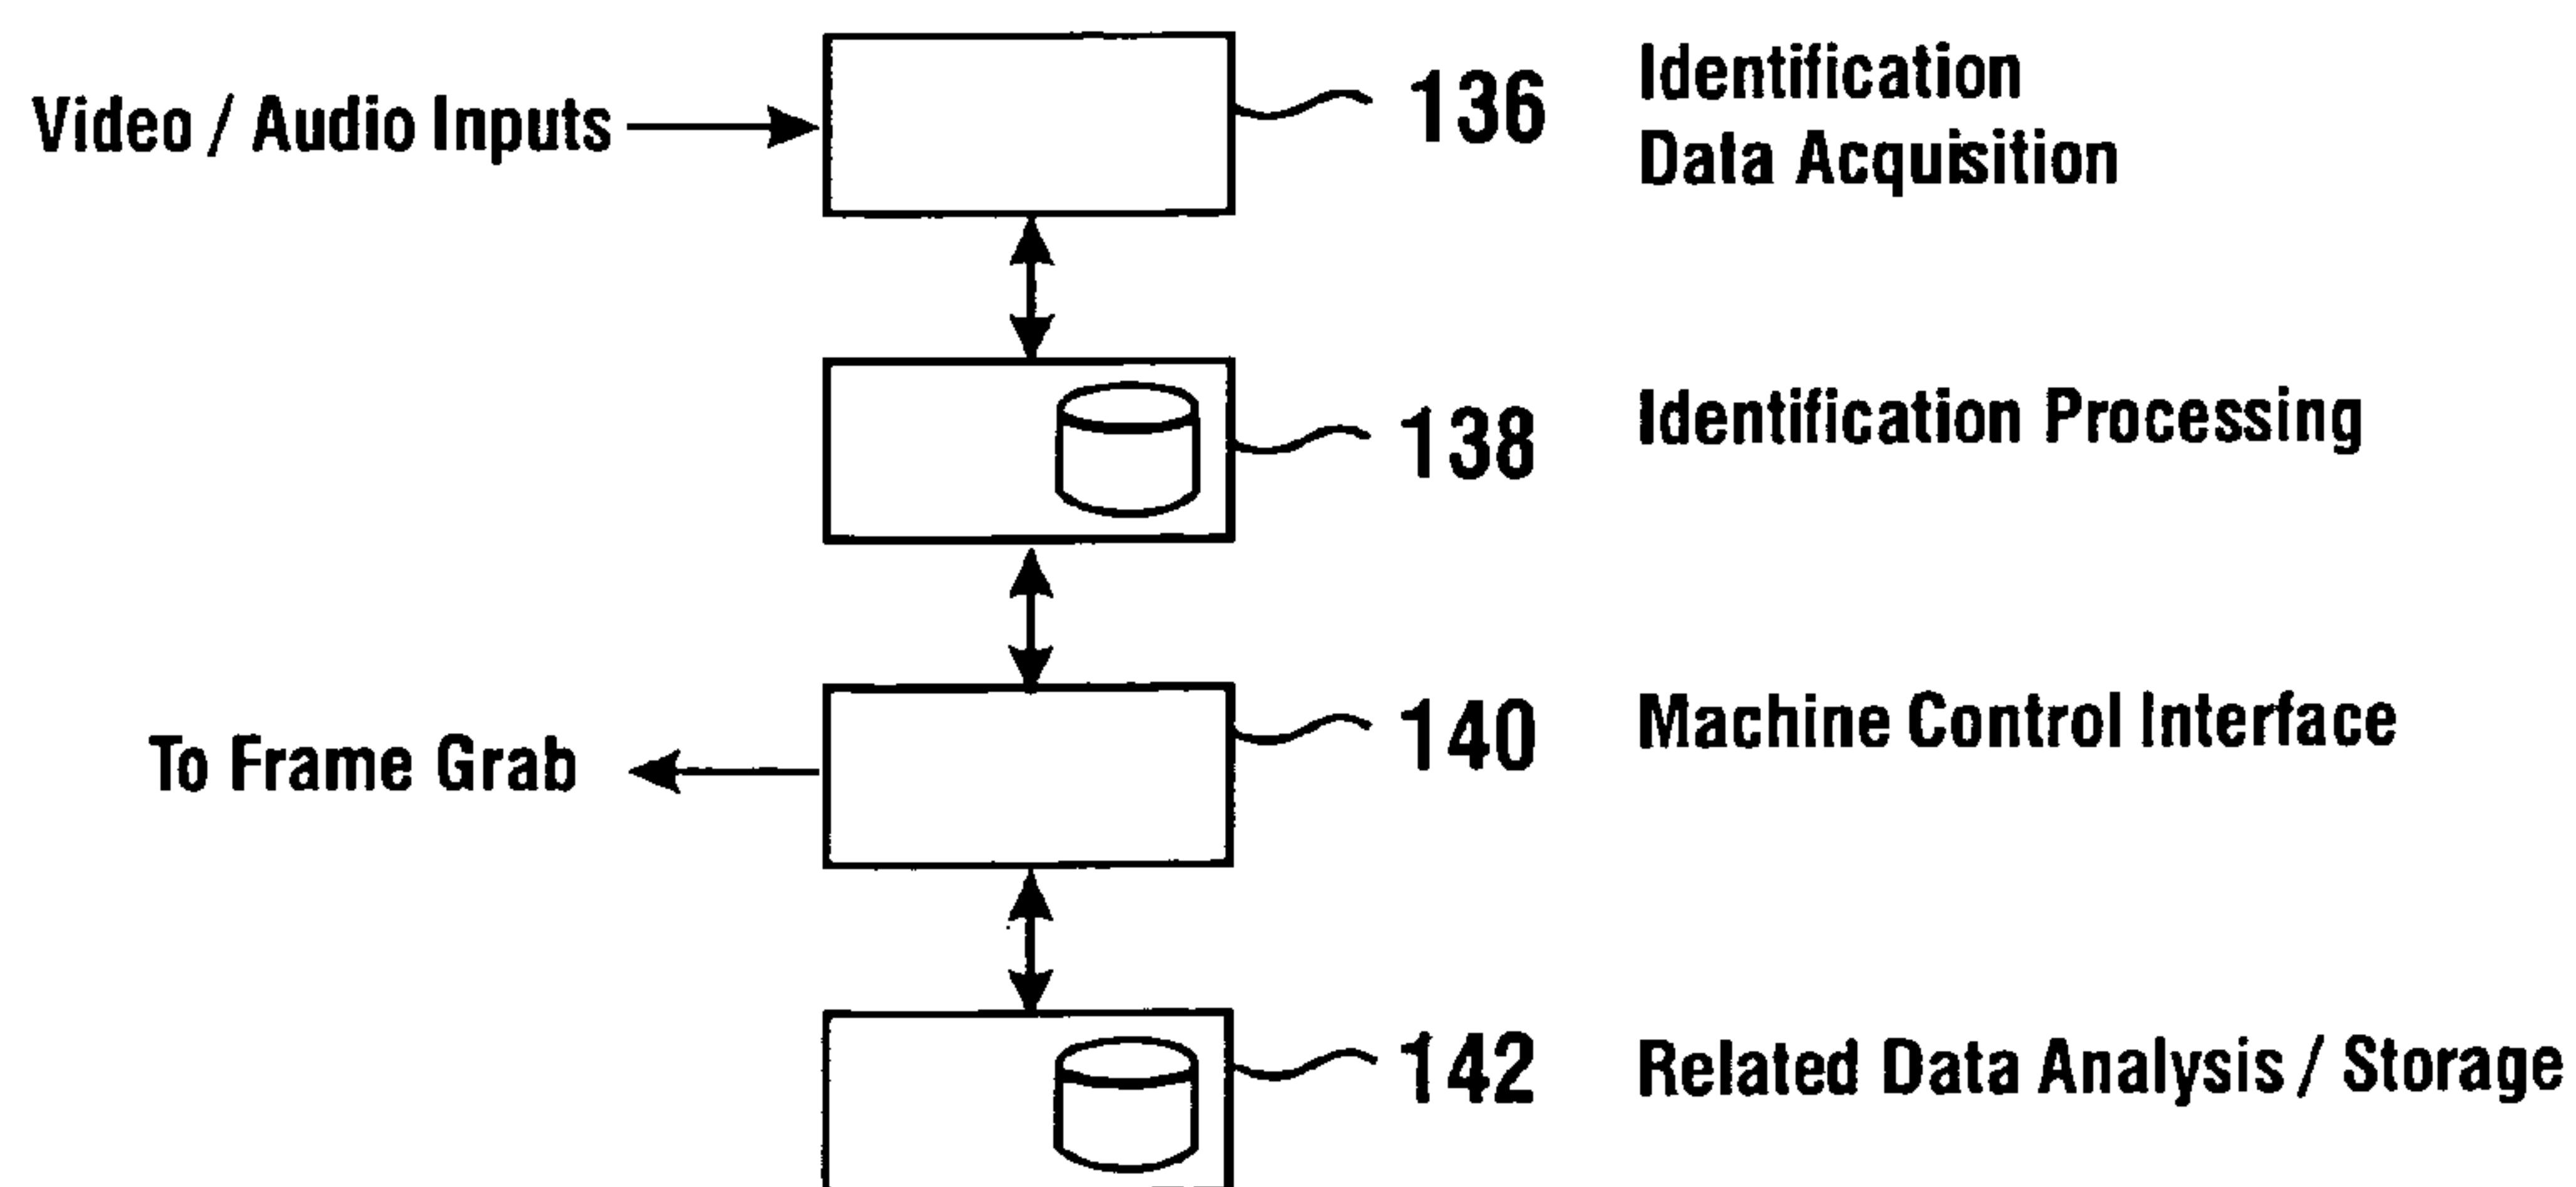 Video / Audio Inputs
136
Identification
Data Acquisition
138
Identification Processing
To Frame Grab
140
Machine Control Interface
142
Related Data Analysis / Storage